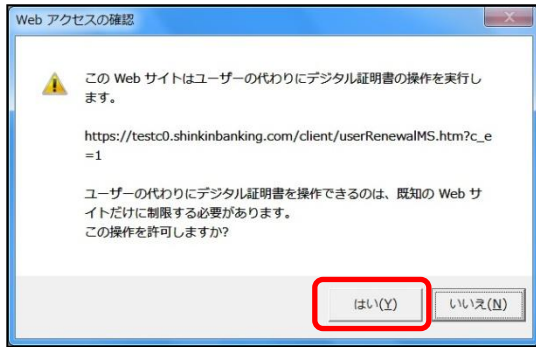 Web アクセスの確認
この Web サイトはユーザーの代わりにデジタル証明書の操作を実行し
ます。
https://testc0.shinkinbanking.com/client/userRenewalMS.htm?c_e
=1
ユーザーの代わりにデジタル証明書を操作できるのは、既知の Web サ
イトだけに制限する必要があります。
この操作を許可しますか?
はい(Y) いいえ(N)